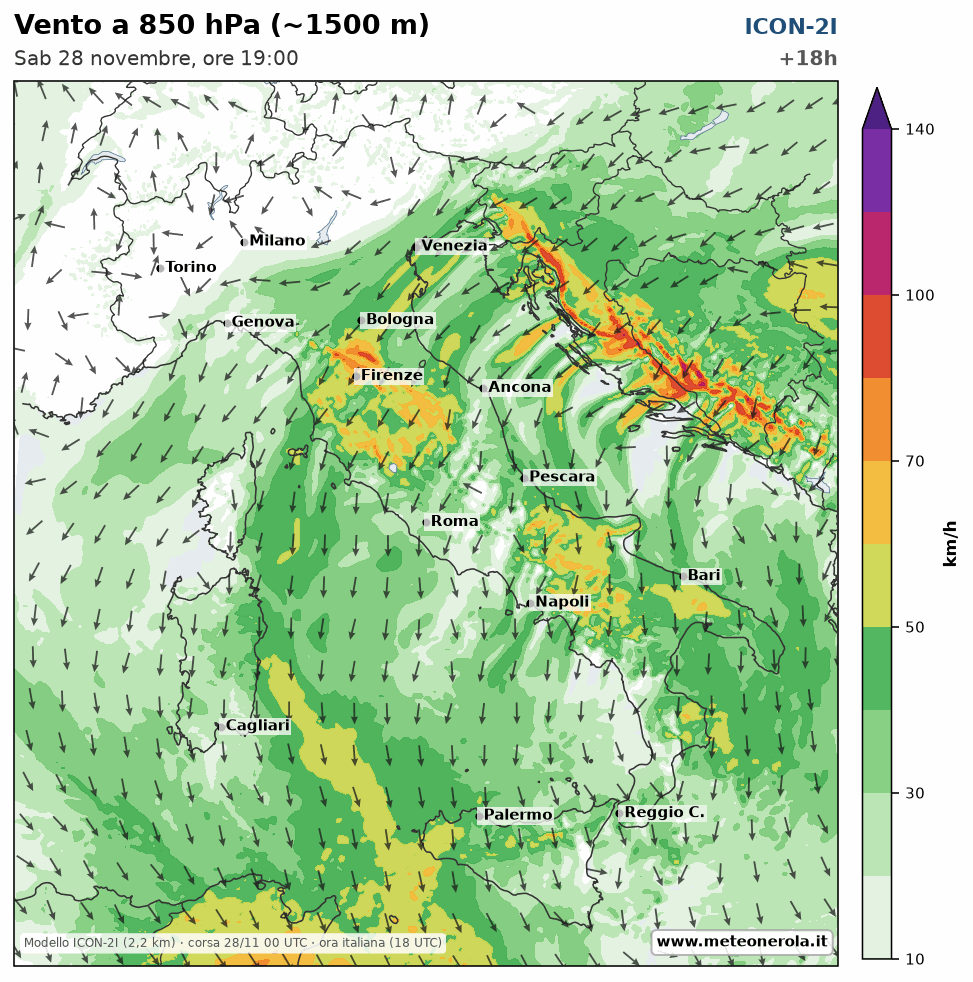 Vento a 850 hPa (~1500 m)
ICON-2I
Sab 28 novembre, ore 19:00
+18h
140
100
70
50
30
10
km/h
Milano
Venezia
Torino
Genova
Bologna
Firenze
Ancona
Pescara
Roma
Bari
Napoli
Cagliari
Palermo
Reggio C.
Modello ICON-2I (2,2 km) · corsa 28/11 00 UTC · ora italiana (18 UTC)
www.meteonerola.it